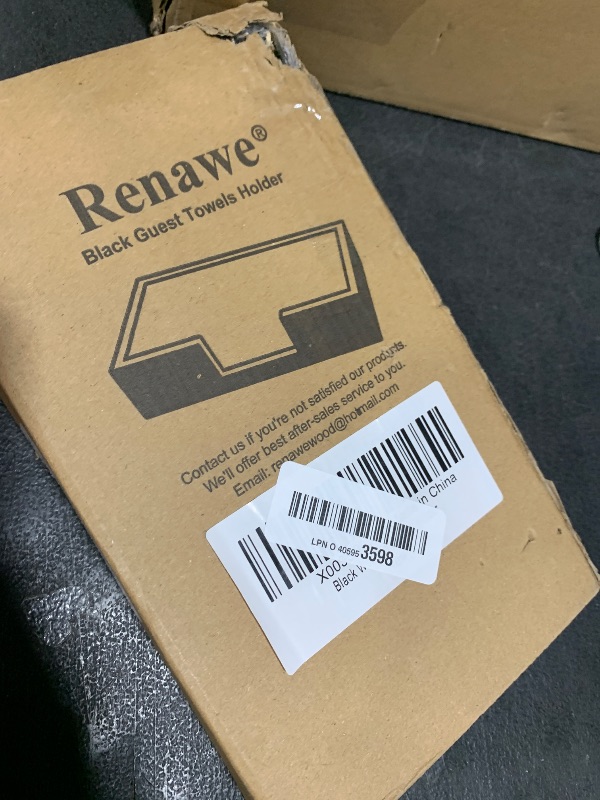 Renawe®
Black Guest Towels Holder
Contact us if you're not satisfied our products.
We'll offer best after-sales service to you.
Email: renawewood@hotmail.com
in China
LPN O 40595 3598
X00
Black